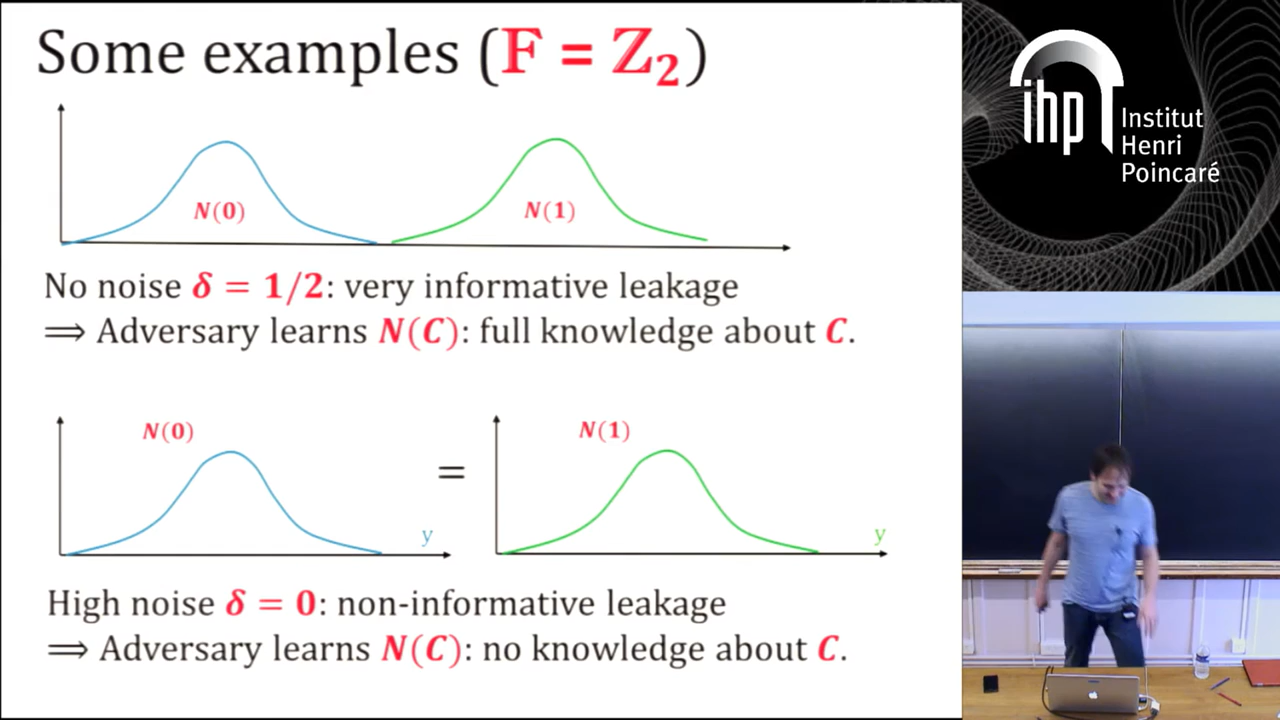 Some examples (F = Z₂)
N(0)
N(1)
No noise δ = 1/2: very informative leakage
⟹ Adversary learns N(C): full knowledge about C.
N(0)
N(1)
=
y
y
High noise δ = 0: non-informative leakage
⟹ Adversary learns N(C): no knowledge about C.
ihp
Institut
Henri
Poincaré